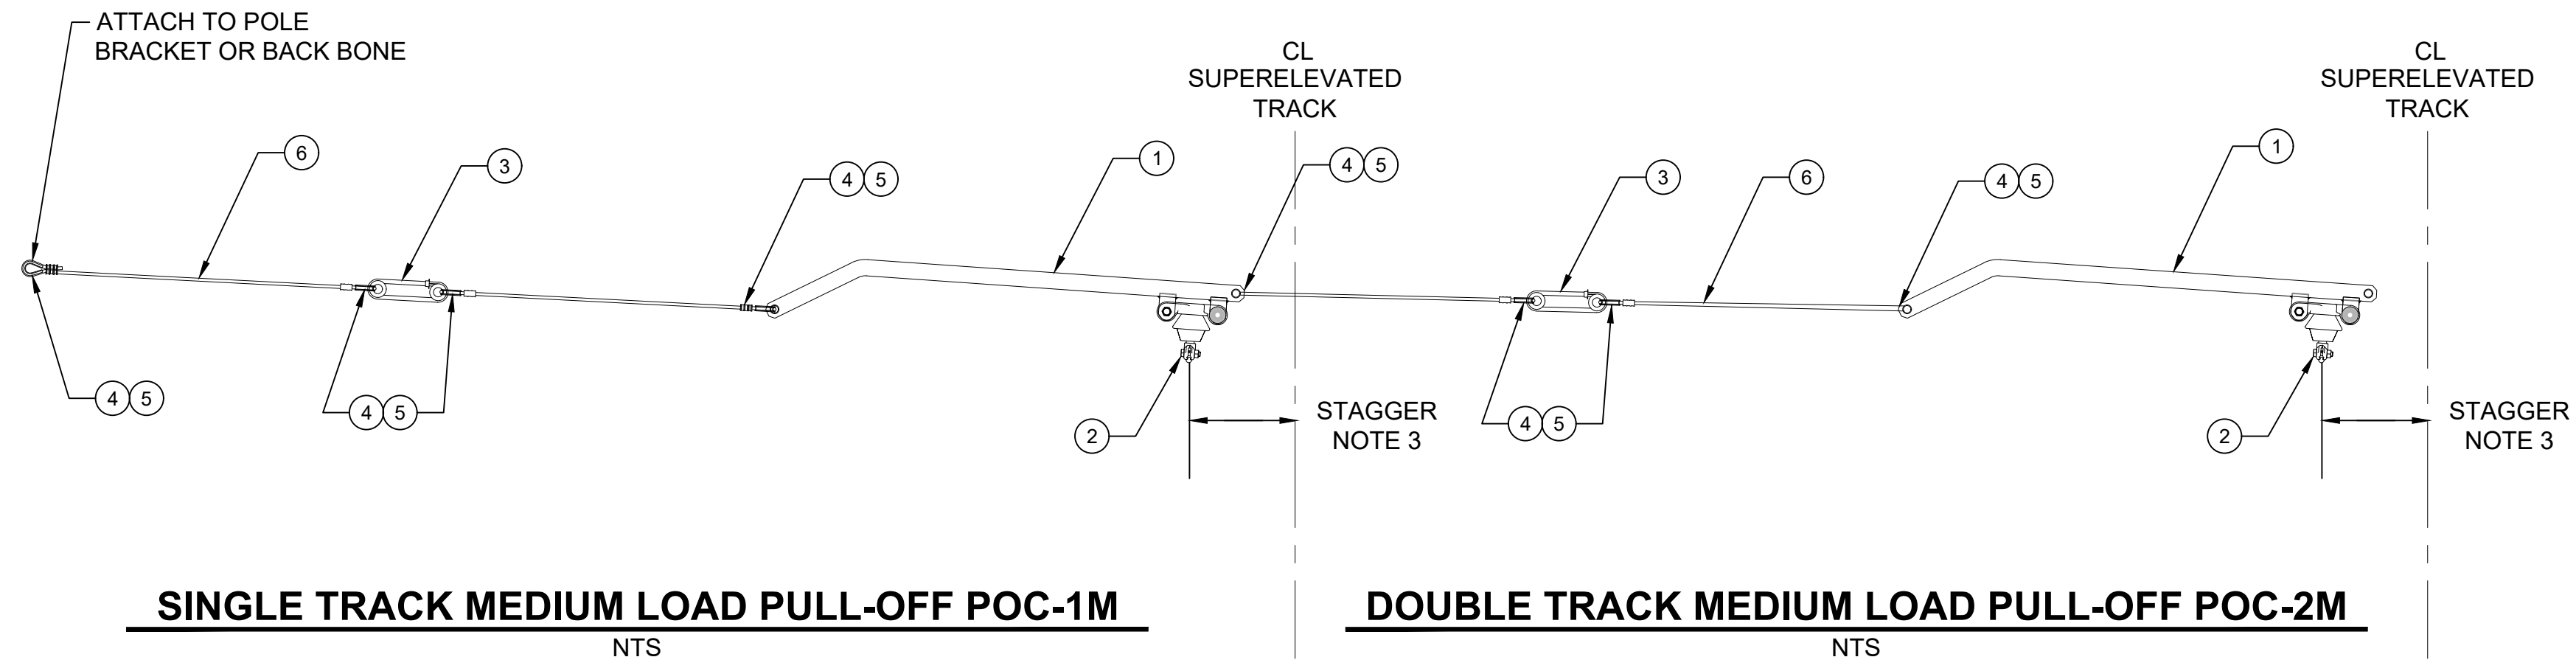 ATTACH TO POLE
BRACKET OR BACK BONE
CL
SUPERELEVATED
TRACK
CL
SUPERELEVATED
TRACK
6
3
4 5
1
4 5
3
6
4 5
1
4 5
4 5
2
STAGGER
NOTE 3
4 5
2
STAGGER
NOTE 3
SINGLE TRACK MEDIUM LOAD PULL-OFF POC-1M
NTS
DOUBLE TRACK MEDIUM LOAD PULL-OFF POC-2M
NTS